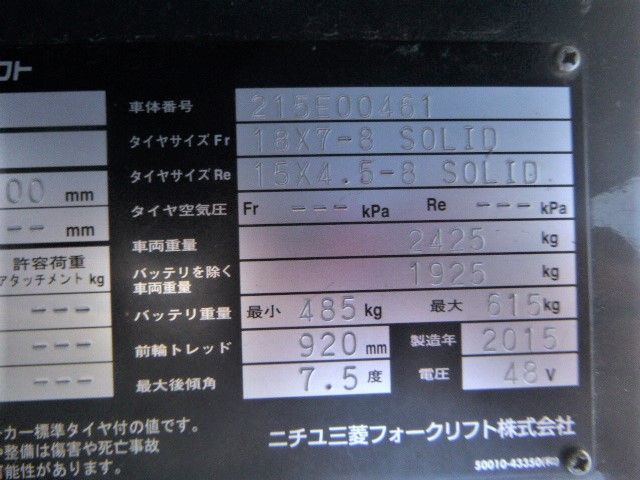 フト
車体番号 215E00461
タイヤサイズ Fr 18X7-8 SOLID
タイヤサイズ Re 15X4.5-8 SOLID
00 mm
タイヤ空気圧 Fr --- kPa Re --- kPa
-- mm
車両重量 2425 kg
許容荷重
アタッチメント kg
バッテリを除く
車両重量 1925 kg
--- バッテリ重量 最小 485 kg 最大 615 kg
--- 前輪トレッド 920 mm 製造年 2015
--- 最大後傾角 7.5 度 電圧 48 v
カー標準タイヤ付の値です。
整備は傷害や死亡事故
可能性があります。
ニチユ三菱フォークリフト株式会社
50010-43350